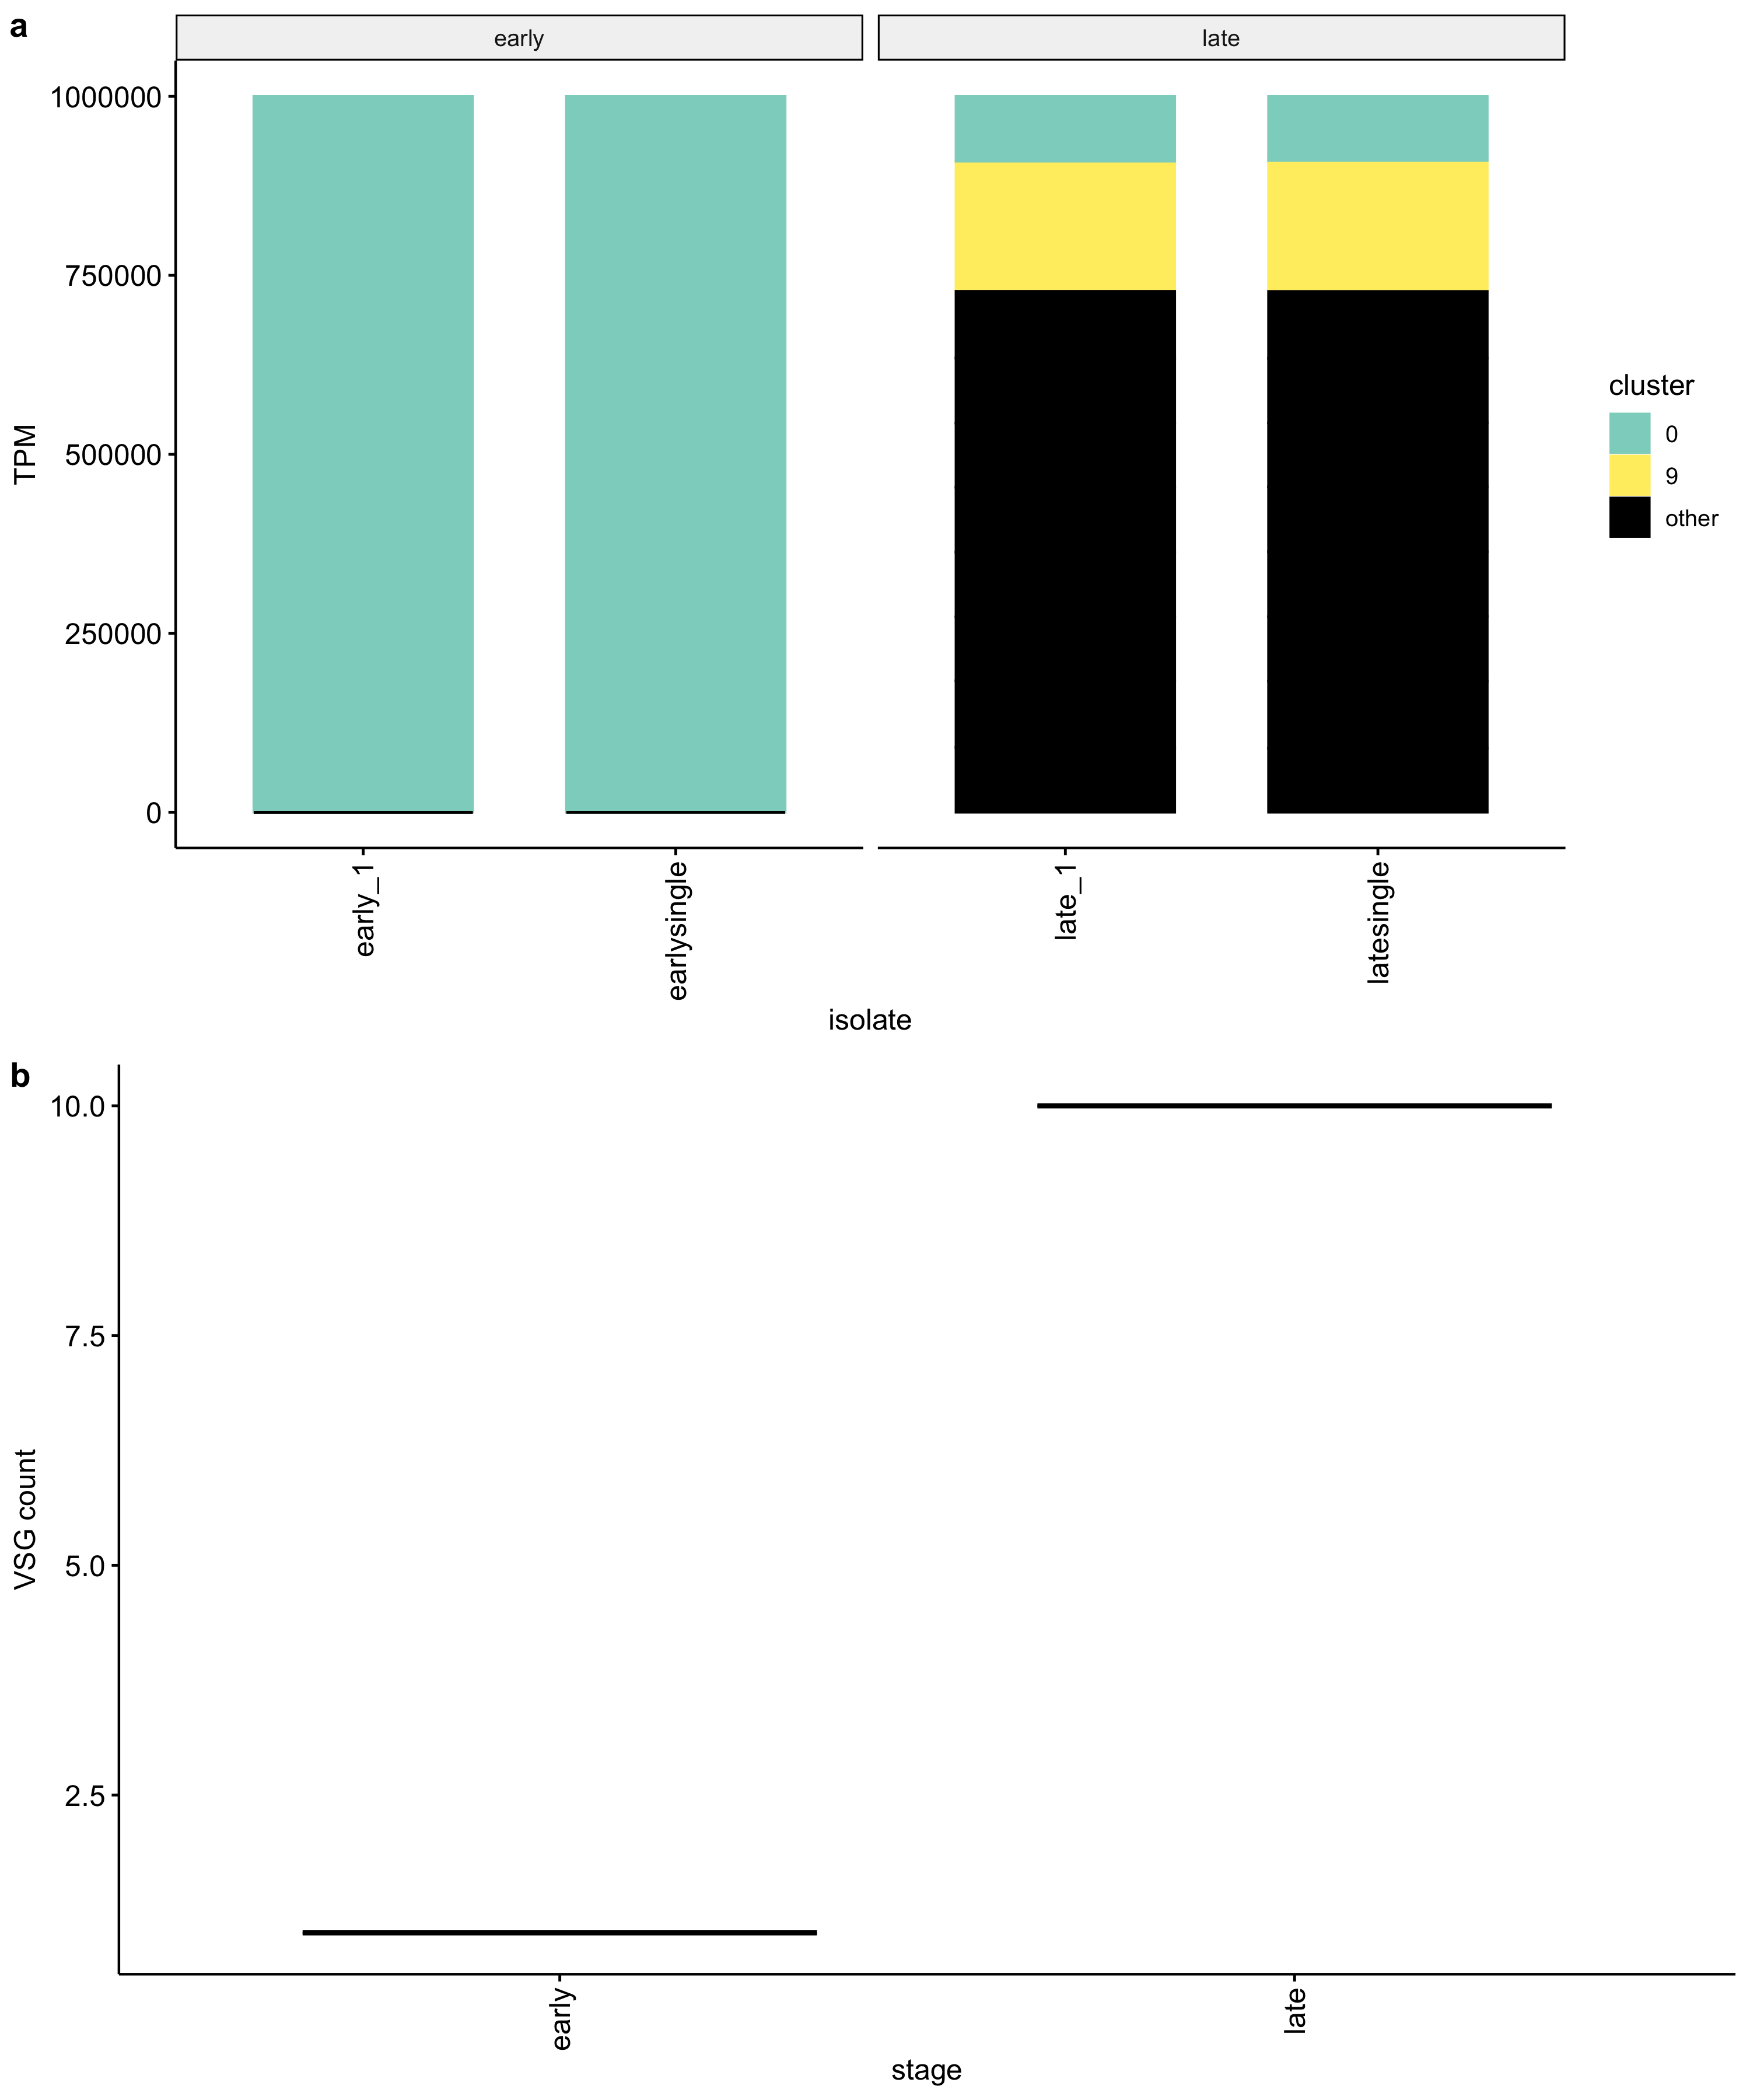 a
early
late
1000000
750000
500000
250000
0
TPM
early_1
earlysingle
late_1
latesingle
isolate
cluster
0
9
other
b
10.0
7.5
5.0
2.5
VSG count
early
late
stage